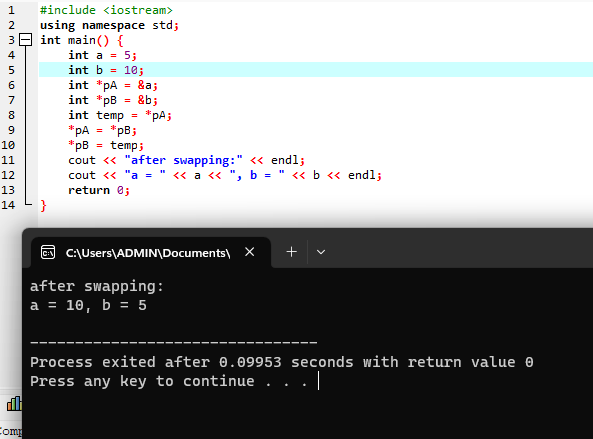 1 #include <iostream>
2 using namespace std;
3 int main() {
4 int a = 5;
5 int b = 10;
6 int *pA = &a;
7 int *pB = &b;
8 int temp = *pA;
9 *pA = *pB;
10 *pB = temp;
11 cout << "after swapping:" << endl;
12 cout << "a = " << a << ", b = " << b << endl;
13 return 0;
14 }
C:\Users\ADMIN\Documents\
after swapping:
a = 10, b = 5
--------------------------------
Process exited after 0.09953 seconds with return value 0
Press any key to continue . . .